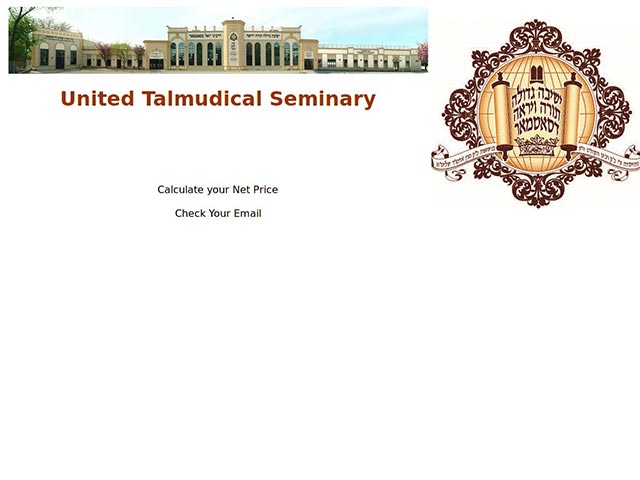 United Talmudical Seminary
ישיבה גדולה
תורה ויראה
דסאטמאר
Calculate your Net Price
Check Your Email